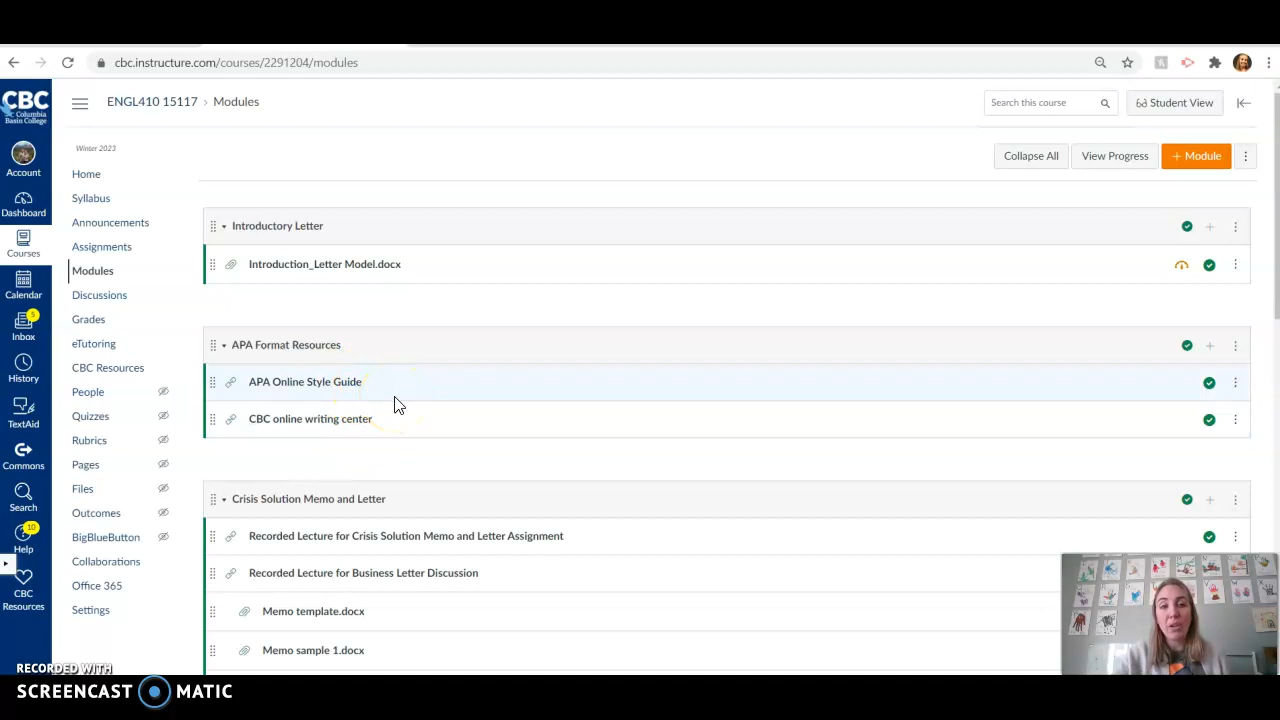 cbc.instructure.com/courses/2291204/modules
CBC
Columbia
Basin College
Account
Dashboard
Courses
Calendar
5
Inbox
History
TextAid
Commons
Search
10
Help
CBC
Resources
ENGL410 15117 › Modules
Search this course
Student View
Winter 2023
Home
Syllabus
Announcements
Assignments
Modules
Discussions
Grades
eTutoring
CBC Resources
People
Quizzes
Rubrics
Pages
Files
Outcomes
BigBlueButton
Collaborations
Office 365
Settings
Collapse All
View Progress
+ Module
Introductory Letter
Introduction_Letter Model.docx
APA Format Resources
APA Online Style Guide
CBC online writing center
Crisis Solution Memo and Letter
Recorded Lecture for Crisis Solution Memo and Letter Assignment
Recorded Lecture for Business Letter Discussion
Memo template.docx
Memo sample 1.docx
RECORDED WITH
SCREENCAST MATIC